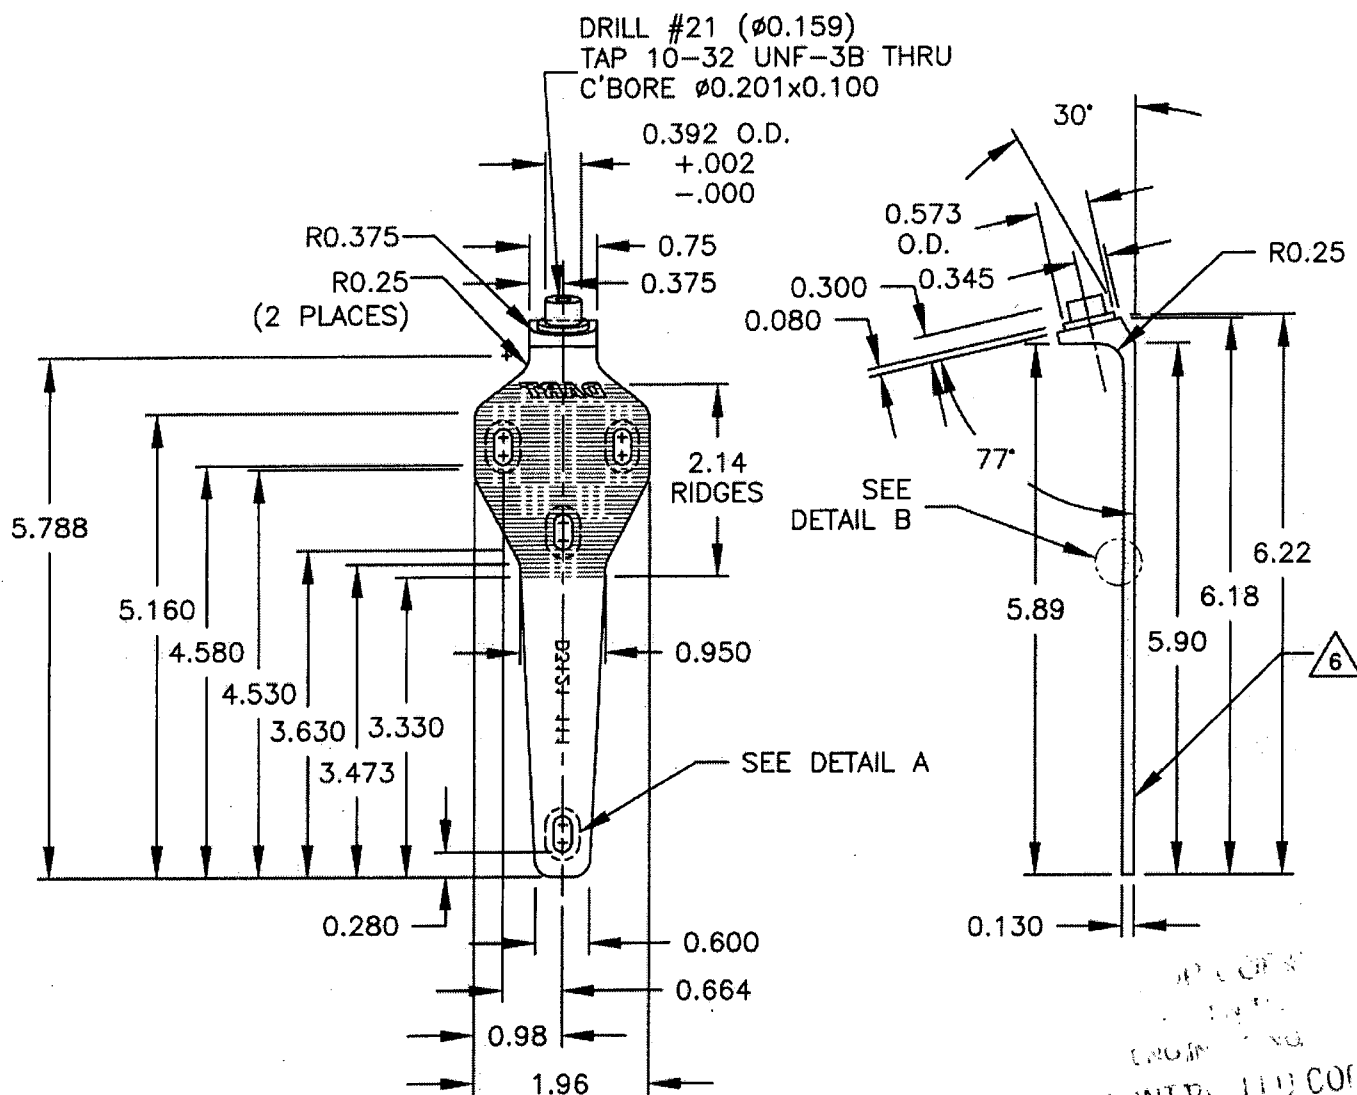 DRILL #21 (ø0.159)
TAP 10-32 UNF-3B THRU
C'BORE ø0.201x0.100
0.392 O.D.
+.002
-.000
30°
0.573
O.D.
0.345
R0.375
0.75
R0.25
R0.25
(2 PLACES)
0.375
0.300
0.080
2.14
RIDGES
77°
SEE
DETAIL B
5.788
5.160
4.580
4.530
3.630
3.473
3.330
0.950
5.89
5.90
6.18
6.22
6
SEE DETAIL A
0.280
0.600
0.664
0.98
1.96
0.130